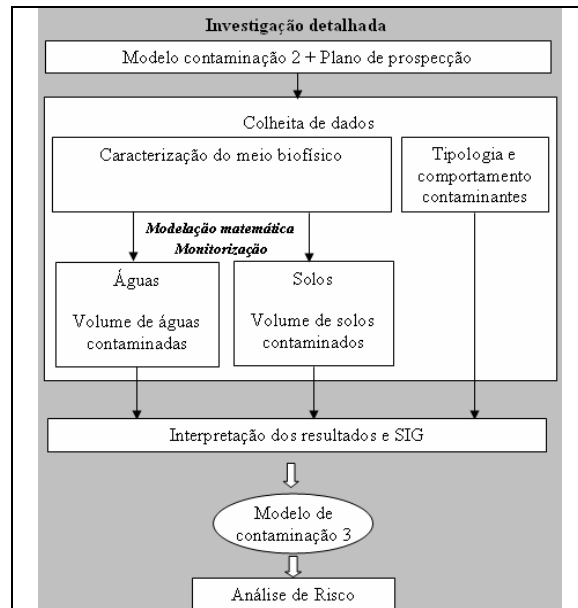 Investigação detalhada
Modelo contaminação 2 + Plano de prospecção
Colheita de dados
Caracterização do meio biofísico
Tipologia e
comportamento
contaminantes
Modelação matemática
Monitorização
Águas
Volume de águas
contaminadas
Solos
Volume de solos
contaminados
Interpretação dos resultados e SIG
Modelo de
contaminação 3
Análise de Risco